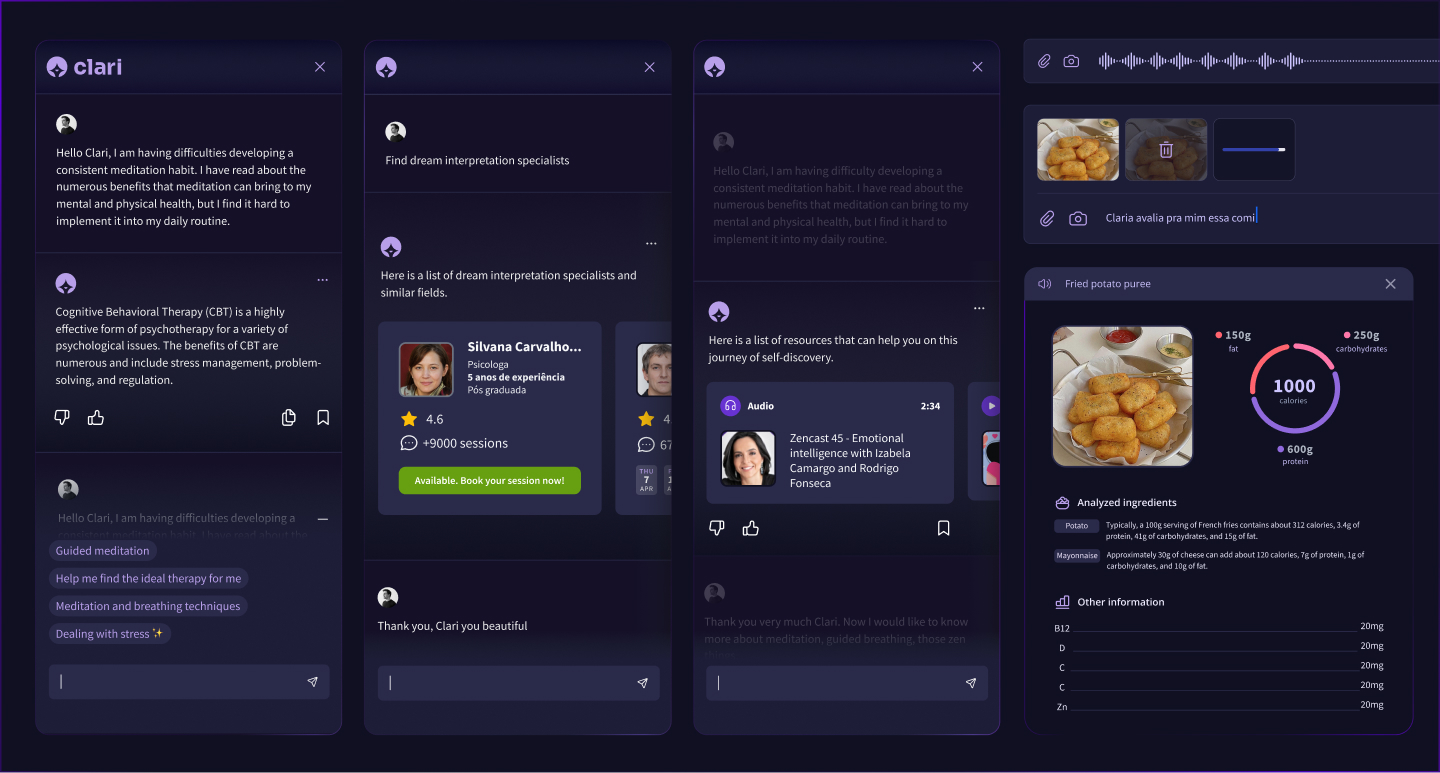 clari
Hello Clari, I am having difficulties developing a
consistent meditation habit. I have read about the
numerous benefits that meditation can bring to my
mental and physical health, but I find it hard to
implement it into my daily routine.
Cognitive Behavioral Therapy (CBT) is a highly
effective form of psychotherapy for a variety of
psychological issues. The benefits of CBT are
numerous and include stress management, problem-
solving, and regulation.
Hello Clari, I am having difficulties developing a
consistent meditation habit. I have read about the
Guided meditation
Help me find the ideal therapy for me
Meditation and breathing techniques
Dealing with stress ✨
Find dream interpretation specialists
Here is a list of dream interpretation specialists and
similar fields.
Silvana Carvalho...
Psicologa
5 anos de experiência
Pós graduada
4.6
+9000 sessions
Available. Book your session now!
4
67
THU
7
APR
Thank you, Clari you beautiful
Hello Clari, I am having difficulty developing a
consistent meditation habit. I have read about the
numerous benefits that meditation can bring to my
mental and physical health, but I find it hard to
implement it into my daily routine.
Here is a list of resources that can help you on this
journey of self-discovery.
Audio
2:34
Zencast 45 - Emotional
intelligence with Izabela
Camargo and Rodrigo
Fonseca
Thank you very much Clari. Now I would like to know
more about meditation, guided breathing, those zen
Claria avalia pra mim essa comi
Fried potato puree
150g
fat
250g
carbohydrates
1000
calories
600g
protein
Analyzed ingredients
Potato
Typically, a 100g serving of French fries contains about 312 calories, 3.4g of
protein, 41g of carbohydrates, and 15g of fat.
Mayonnaise
Approximately 30g of cheese can add about 120 calories, 7g of protein, 1g of
carbohydrates, and 10g of fat.
Other information
B12 20mg
D 20mg
C 20mg
C 20mg
Zn 20mg